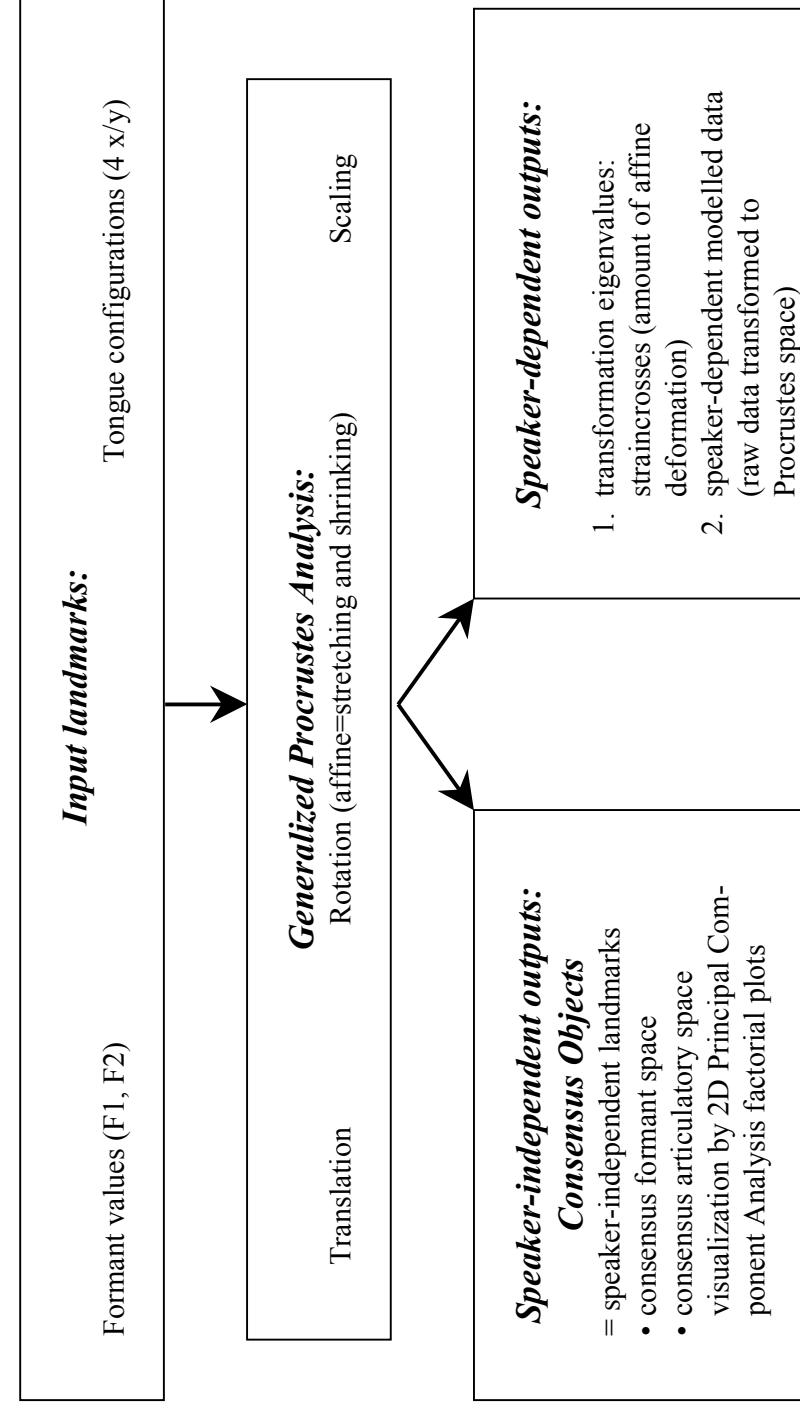 Input landmarks:
Formant values (F1, F2) Tongue configurations (4 x/y)
Generalized Procrustes Analysis:
Translation Rotation (affine=stretching and shrinking) Scaling
Speaker-independent outputs:
Consensus Objects
= speaker-independent landmarks
• consensus formant space
• consensus articulatory space
visualization by 2D Principal Com-
ponent Analysis factorial plots
Speaker-dependent outputs:
1. transformation eigenvalues:
straincrosses (amount of affine
deformation)
2. speaker-dependent modelled data
(raw data transformed to
Procrustes space)